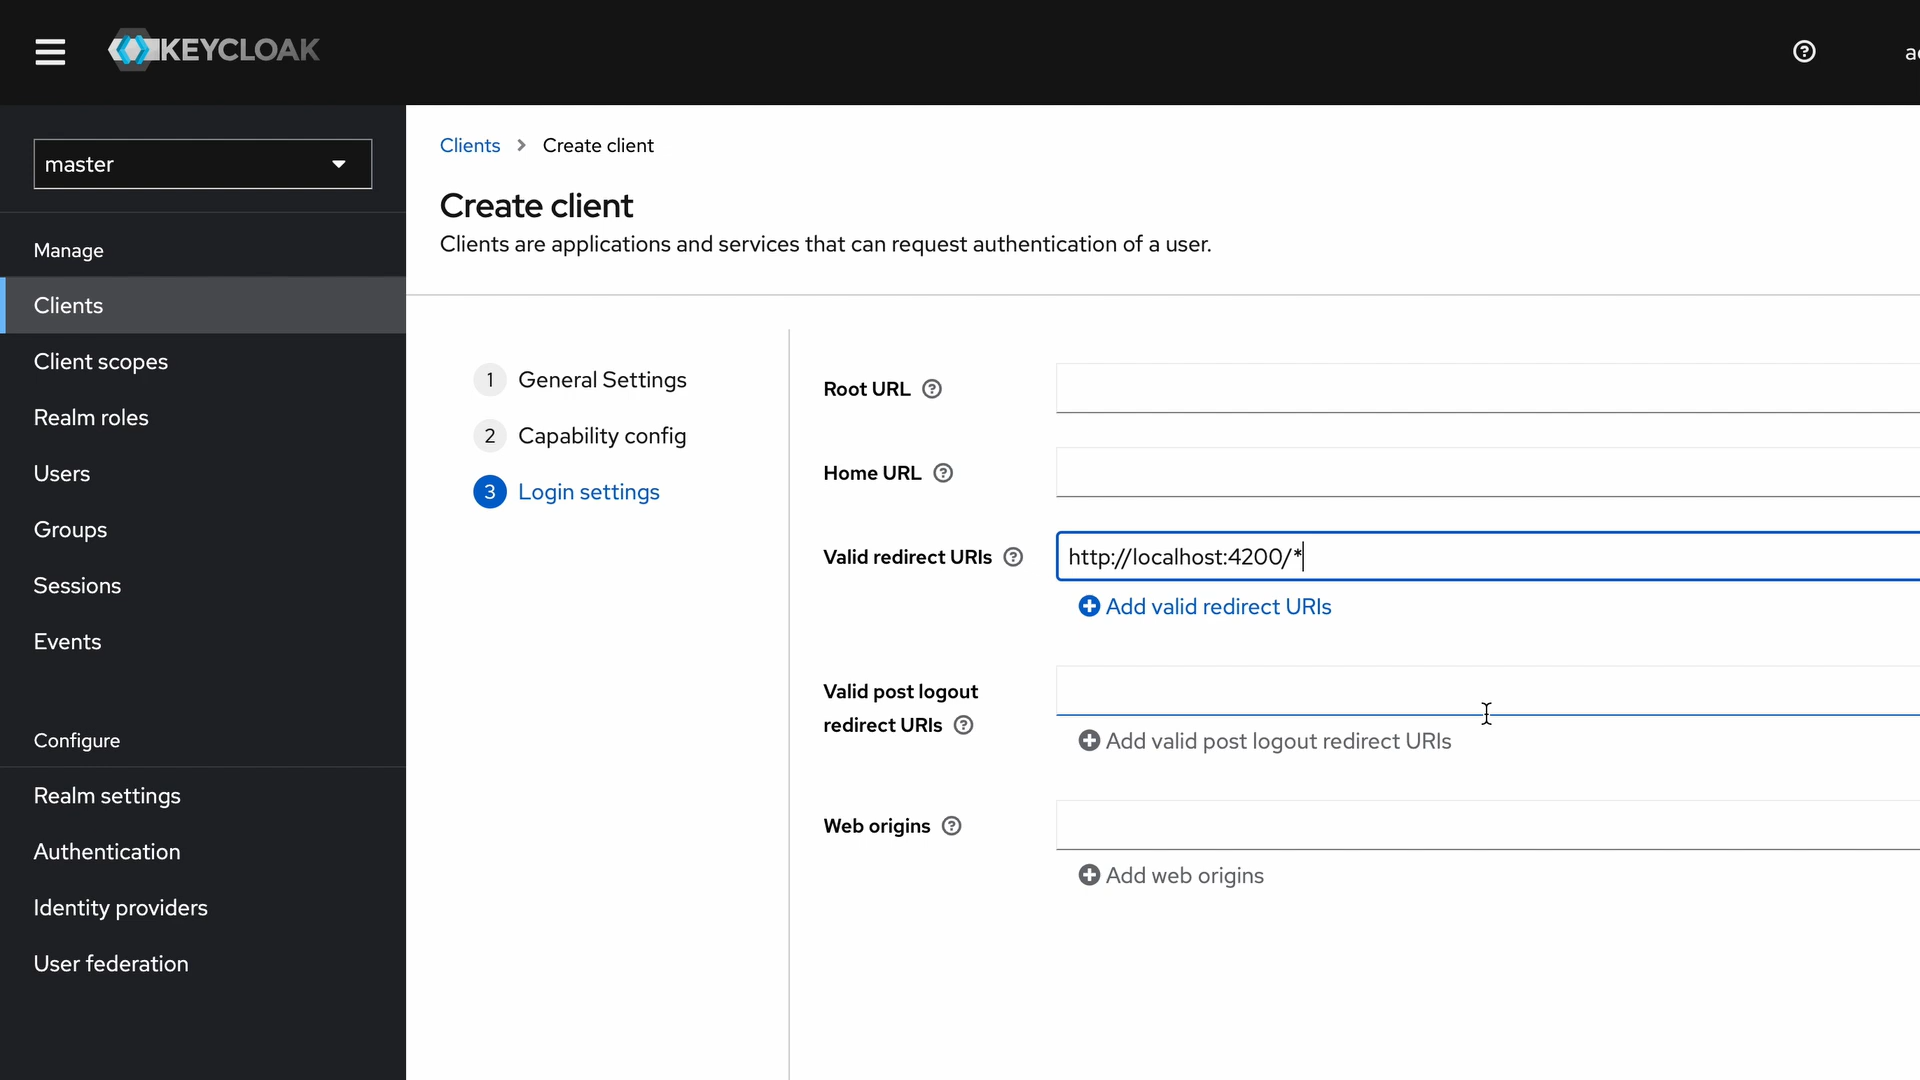 KEYCLOAK
master
Manage
Clients
Client scopes
Realm roles
Users
Groups
Sessions
Events
Configure
Realm settings
Authentication
Identity providers
User federation
Clients > Create client
Create client
Clients are applications and services that can request authentication of a user.
1 General Settings
2 Capability config
3 Login settings
Root URL
Home URL
Valid redirect URIs
http://localhost:4200/*
Add valid redirect URIs
Valid post logout
redirect URIs
Add valid post logout redirect URIs
Web origins
Add web origins